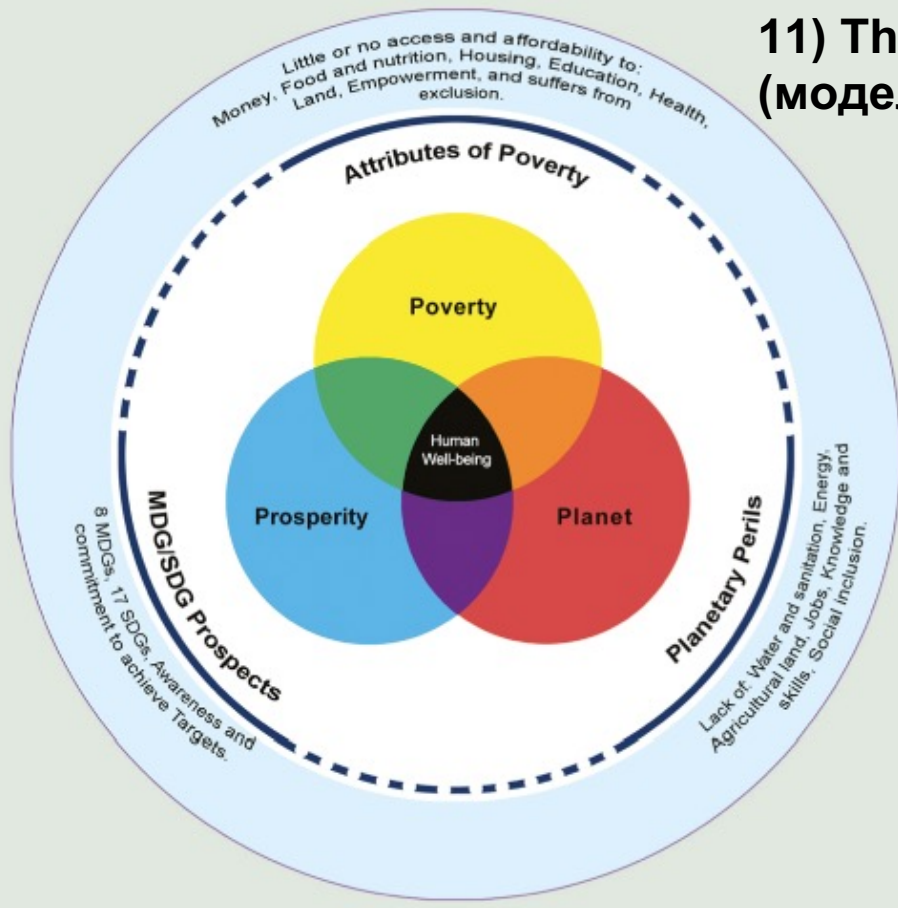 11) Th
(моде
Little or no access and affordability to:
Money, Food and nutrition, Housing, Education, Health,
Land, Empowerment, and suffers from
exclusion.
Attributes of Poverty
Poverty
Human
Well-being
Prosperity
Planet
MDG/SDG Prospects
8 MDGs, 17 SDGs, Awareness and
commitment to achieve Targets.
Planetary Perils
Lack of: Water and sanitation, Energy,
Agricultural land, Jobs, Knowledge and
skills, Social inclusion.